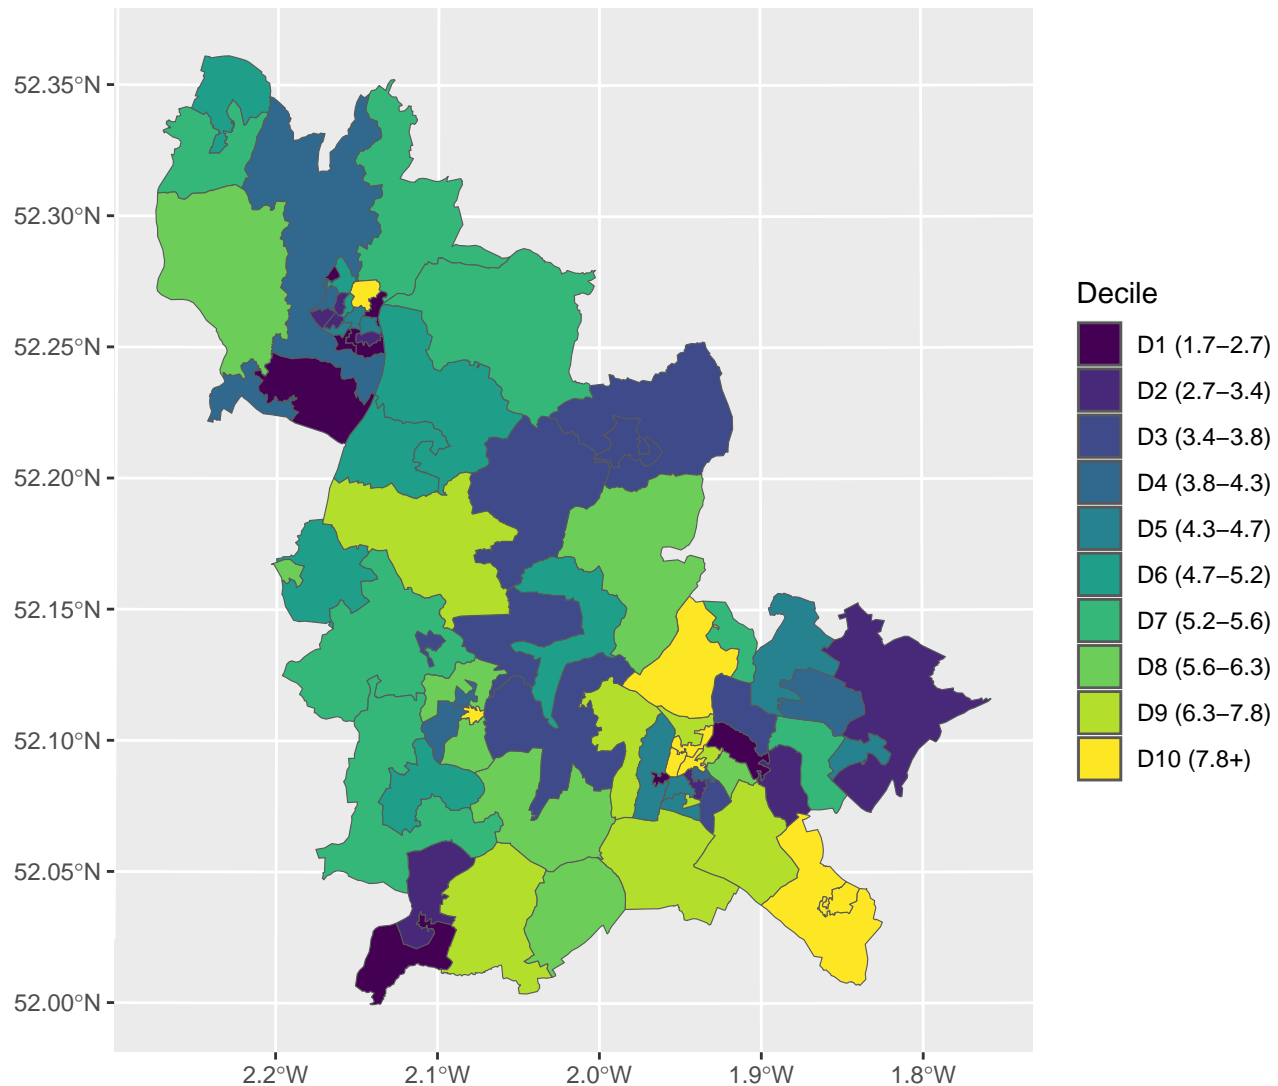 52.35°N
52.30°N
52.25°N
52.20°N
52.15°N
52.10°N
52.05°N
52.00°N
2.2°W
2.1°W
2.0°W
1.9°W
1.8°W
Decile
D1 (1.7−2.7)
D2 (2.7−3.4)
D3 (3.4−3.8)
D4 (3.8−4.3)
D5 (4.3−4.7)
D6 (4.7−5.2)
D7 (5.2−5.6)
D8 (5.6−6.3)
D9 (6.3−7.8)
D10 (7.8+)